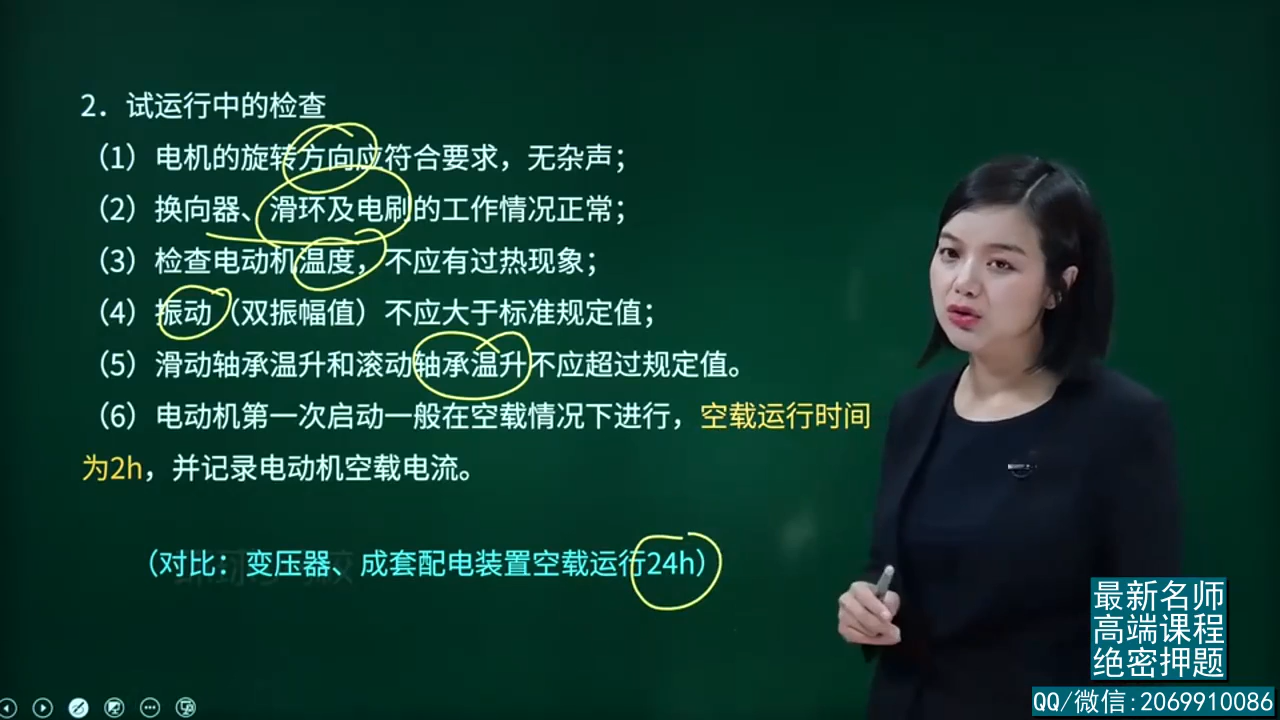 2. 试运行中的检查
（1）电机的旋转方向应符合要求，无杂声；
（2）换向器、滑环及电刷的工作情况正常；
（3）检查电动机温度，不应有过热现象；
（4）振动（双振幅值）不应大于标准规定值；
（5）滑动轴承温升和滚动轴承温升不应超过规定值。
（6）电动机第一次启动一般在空载情况下进行，空载运行时间
为2h，并记录电动机空载电流。
（对比：变压器、成套配电装置空载运行24h）
最新名师
高端课程
绝密押题
QQ/微信:2069910086